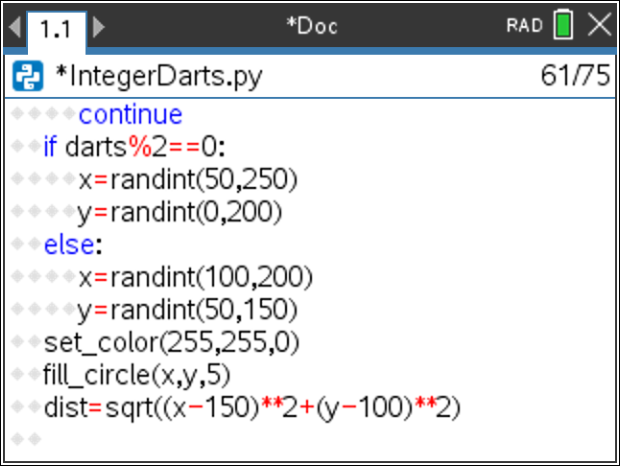 1.1 *Doc RAD
*IntegerDarts.py 61/75
continue
if darts%2==0:
x=randint(50,250)
y=randint(0,200)
else:
x=randint(100,200)
y=randint(50,150)
set_color(255,255,0)
fill_circle(x,y,5)
dist=sqrt((x-150)**2+(y-100)**2)